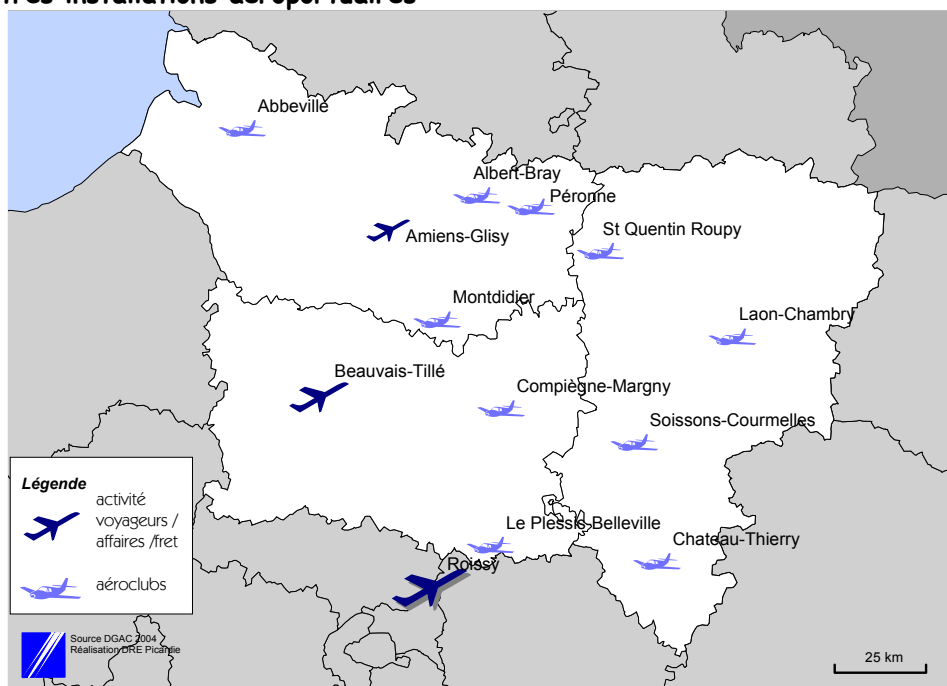 installations aéroportuaires
Abbeville
Albert-Bray
Péronne
Amiens-Glisy
St Quentin Roupy
Montdidier
Laon-Chambry
Beauvais-Tillé
Compiègne-Margny
Soissons-Courmelles
Le Plessis-Belleville
Chateau-Thierry
Roissy
Légende
activité
voyageurs /
affaires /fret
aéroclubs
Source DGAC 2004
Réalisation DRE Picardie
25 km